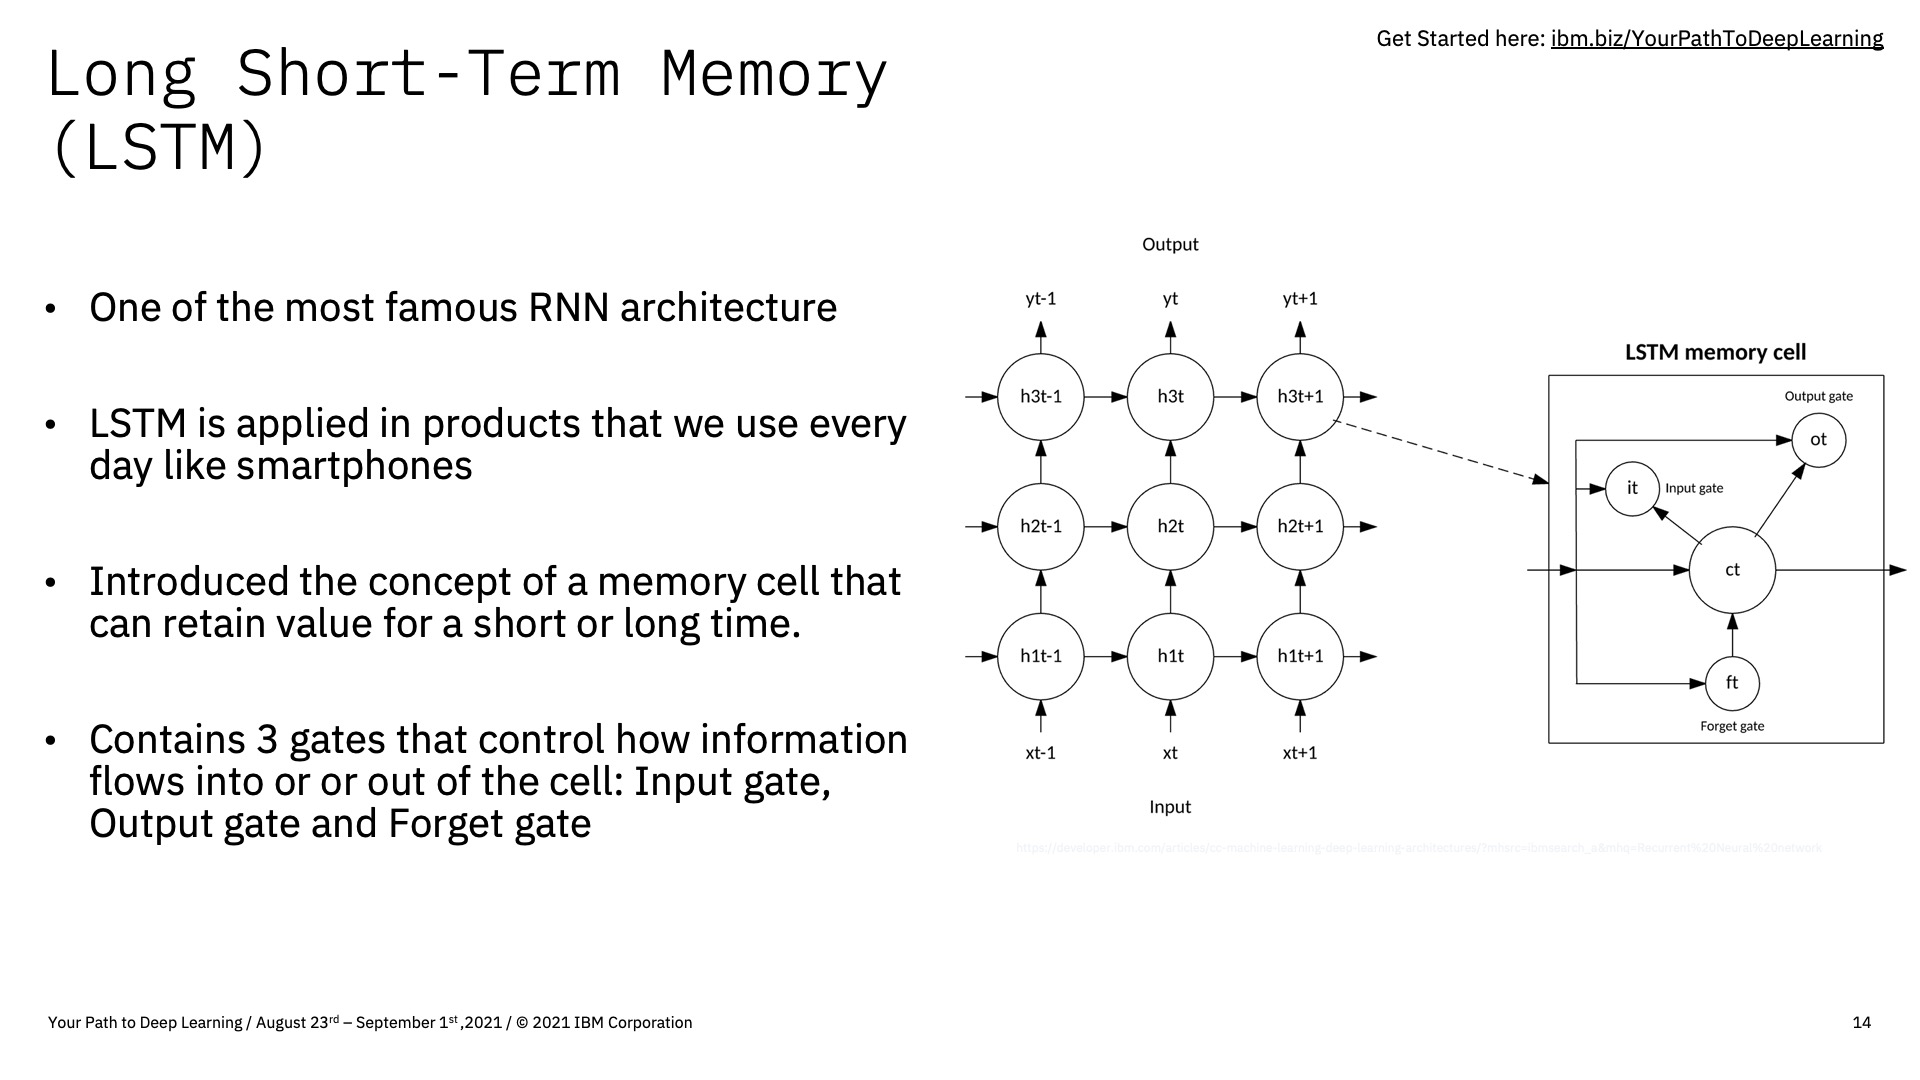 Get Started here: ibm.biz/YourPathToDeepLearning
Long Short-Term Memory
(LSTM)
• One of the most famous RNN architecture
• LSTM is applied in products that we use every
day like smartphones
• Introduced the concept of a memory cell that
can retain value for a short or long time.
• Contains 3 gates that control how information
flows into or or out of the cell: Input gate,
Output gate and Forget gate
Output
yt-1 yt yt+1
h3t-1 h3t h3t+1
h2t-1 h2t h2t+1
h1t-1 h1t h1t+1
xt-1 xt xt+1
Input
LSTM memory cell
Output gate
ot
it Input gate
ct
ft
Forget gate
https://developer.ibm.com/articles/cc-machine-learning-deep-learning-architectures/?mhsrc=ibmsearch_a&mhq=Recurrent%20Neural%20network
Your Path to Deep Learning / August 23rd – September 1st ,2021 / © 2021 IBM Corporation
14